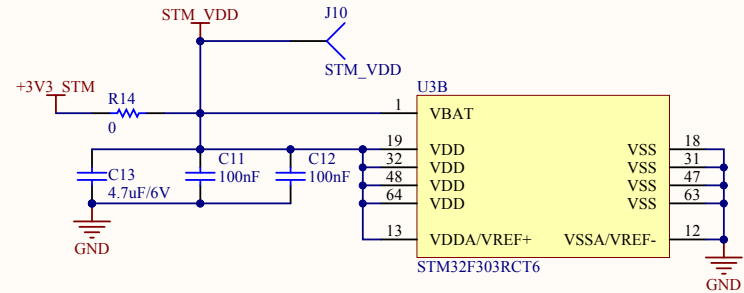 STM_VDD
J10
STM_VDD
+3V3_STM
R14
0
U3B
1 VBAT
19 VDD VSS 18
32 VDD VSS 31
48 VDD VSS 47
64 VDD VSS 63
13 VDDA/VREF+ VSSA/VREF- 12
STM32F303RCT6
C13
4.7uF/6V
C11
100nF
C12
100nF
GND
GND